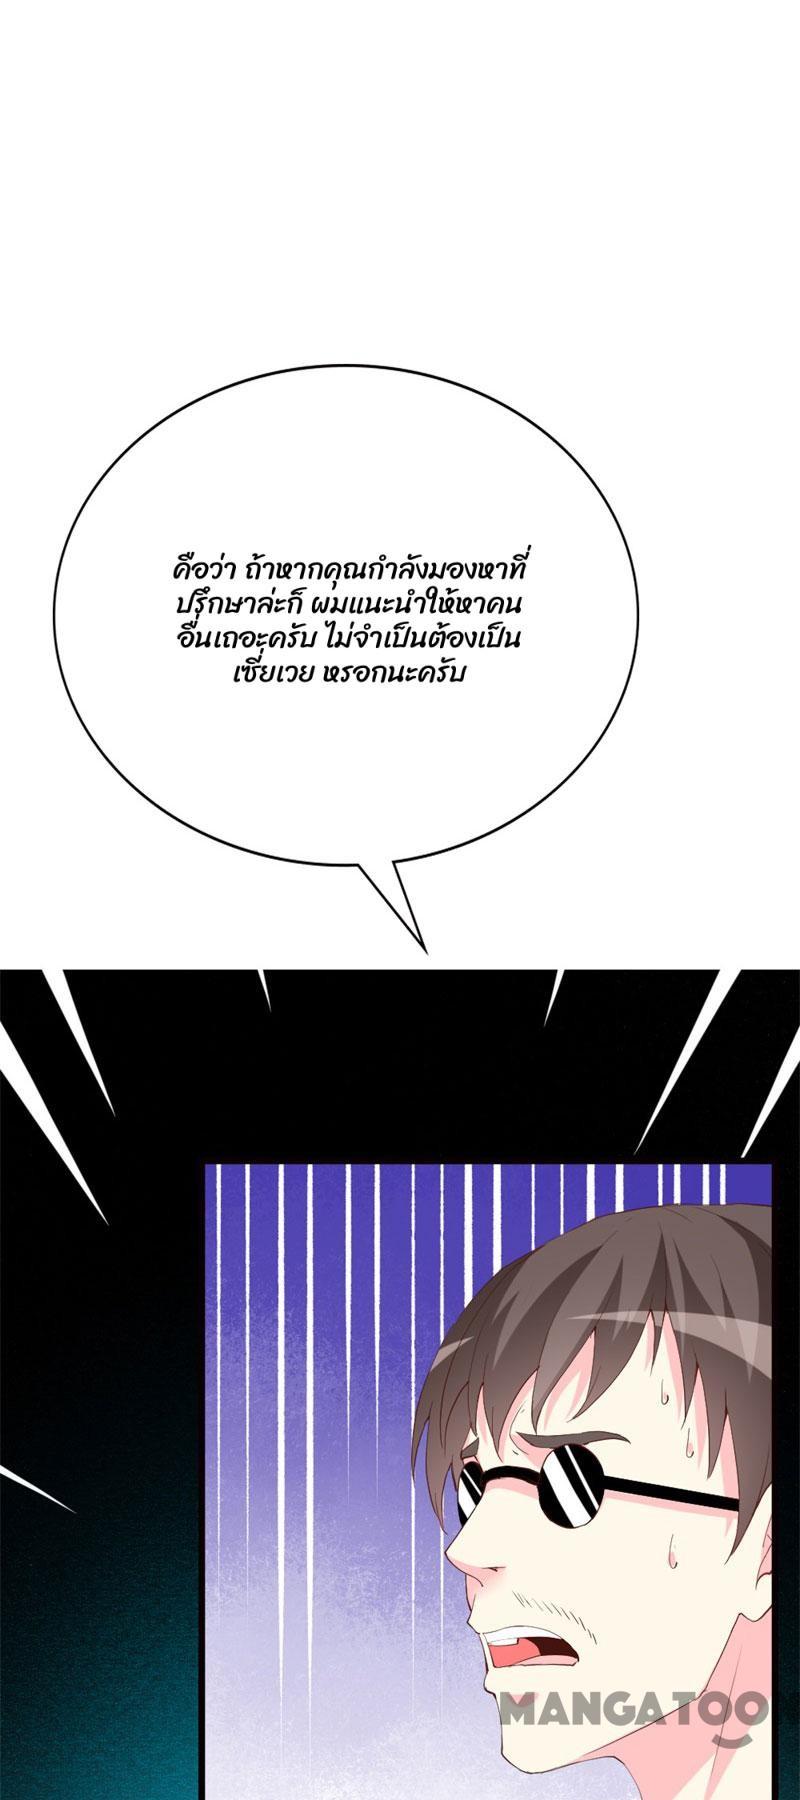 คือว่า ถ้าหากคุณกำลังมองหาที่
ปรึกษาล่ะก็ ผมแนะนำให้หาคน
อื่นเถอะครับ ไม่จำเป็นต้องเป็น
เซี่ยเวย หรอกนะครับ
MANGATOON